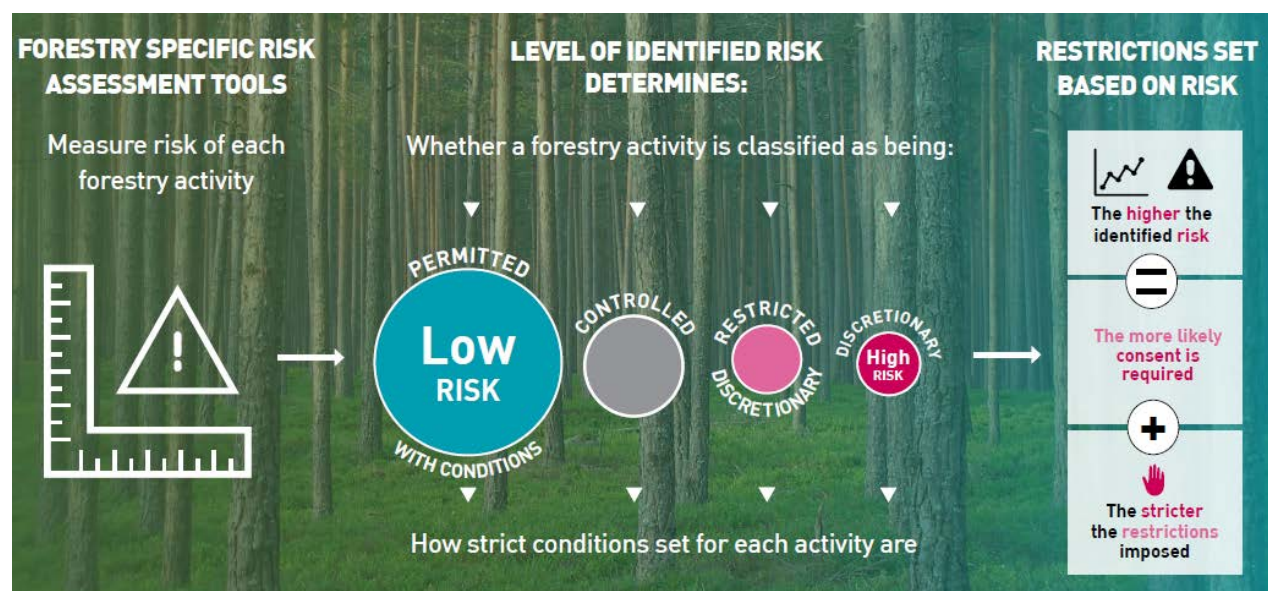 FORESTRY SPECIFIC RISK
ASSESSMENT TOOLS
Measure risk of each
forestry activity
LEVEL OF IDENTIFIED RISK
DETERMINES:
Whether a forestry activity is classified as being:
PERMITTED
Low
RISK
WITH CONDITIONS
CONTROLLED
RESTRICTED
DISCRETIONARY
DISCRETIONARY
High
RISK
How strict conditions set for each activity are
RESTRICTIONS SET
BASED ON RISK
The higher the
identified risk
=
The more likely
consent is
required
+
The stricter
the restrictions
imposed